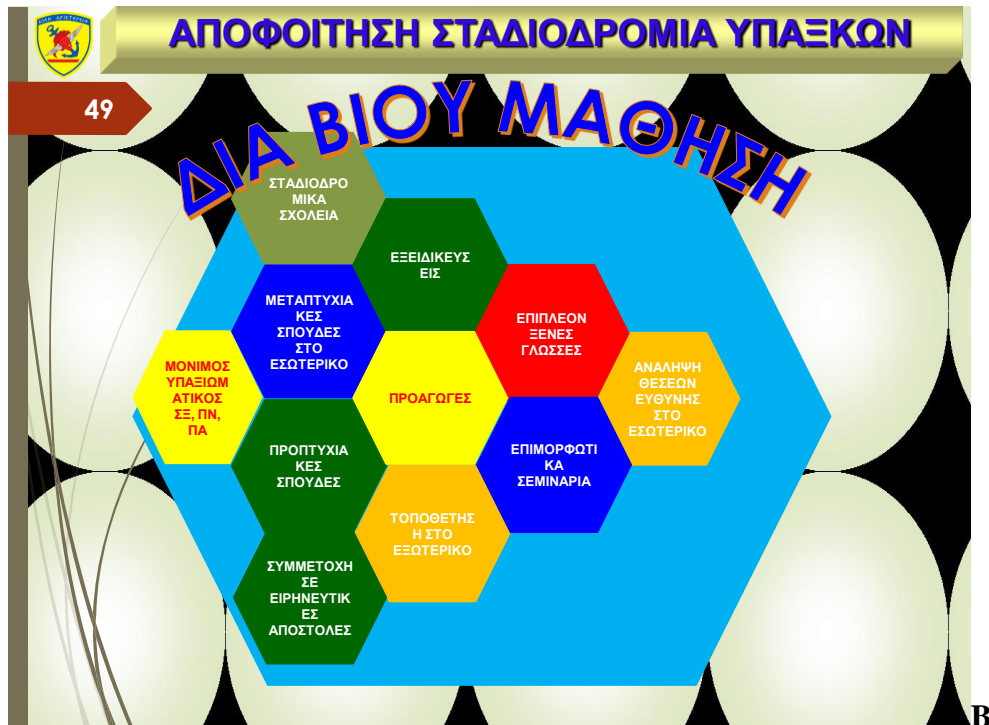 ΑΠΟΦΟΙΤΗΣΗ ΣΤΑΔΙΟΔΡΟΜΙΑ ΥΠΑΞΚΩΝ
49
ΔΙΑ ΒΙΟΥ ΜΑΘΗΣΗ
ΣΤΑΔΙΟΔΡΟ
ΜΙΚΑ
ΣΧΟΛΕΙΑ
ΕΞΕΙΔΙΚΕΥΣ
ΕΙΣ
ΜΕΤΑΠΤΥΧΙΑ
ΚΕΣ
ΣΠΟΥΔΕΣ
ΣΤΟ
ΕΣΩΤΕΡΙΚΟ
ΕΠΙΠΛΕΟΝ
ΞΕΝΕΣ
ΓΛΩΣΣΕΣ
ΜΟΝΙΜΟΣ
ΥΠΑΞΙΩΜ
ΑΤΙΚΟΣ
ΣΞ, ΠΝ,
ΠΑ
ΠΡΟΑΓΩΓΕΣ
ΑΝΑΛΗΨΗ
ΘΕΣΕΩΝ
ΕΥΘΥΝΗΣ
ΣΤΟ
ΕΣΩΤΕΡΙΚΟ
ΠΡΟΠΤΥΧΙΑ
ΚΕΣ
ΣΠΟΥΔΕΣ
ΕΠΙΜΟΡΦΩΤΙ
ΚΑ
ΣΕΜΙΝΑΡΙΑ
ΤΟΠΟΘΕΤΗΣ
Η ΣΤΟ
ΕΞΩΤΕΡΙΚΟ
ΣΥΜΜΕΤΟΧΗ
ΣΕ
ΕΙΡΗΝΕΥΤΙΚ
ΕΣ
ΑΠΟΣΤΟΛΕΣ
Β